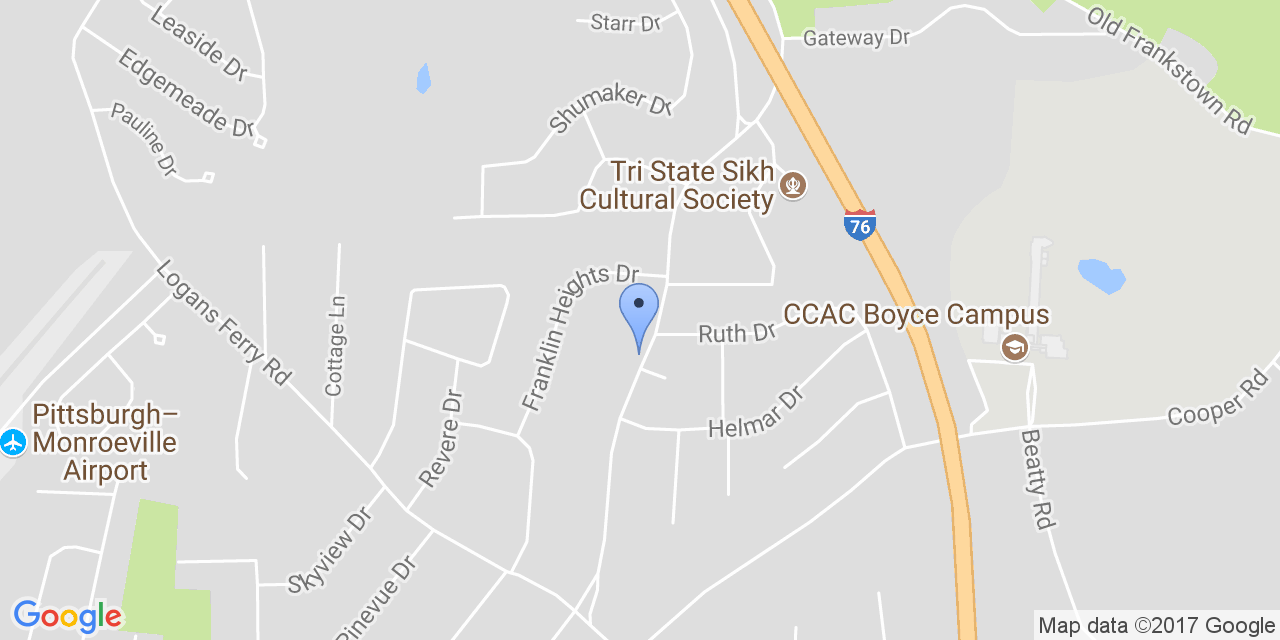 Starr Dr
Leaside Dr
Gateway Dr
Old Frankstown Rd
Edgemeade Dr
Shumaker Dr
Pauline Dr
Tri State Sikh
Cultural Society
76
Logans Ferry Rd
Franklin Heights Dr
Cottage Ln
CCAC Boyce Campus
Ruth Dr
Helmar Dr
Cooper Rd
Pittsburgh–
Monroeville
Airport
Revere Dr
Beatty Rd
Skyview Dr
Pinevue Dr
Google
Map data ©2017 Google